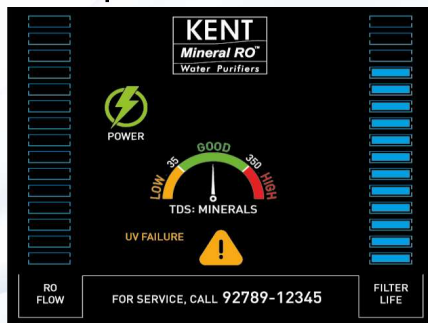 KENT
Mineral RO™
Water Purifiers
POWER
LOW 35 GOOD 350 HIGH
TDS: MINERALS
UV FAILURE
!
RO
FLOW
FOR SERVICE, CALL 92789-12345
FILTER
LIFE